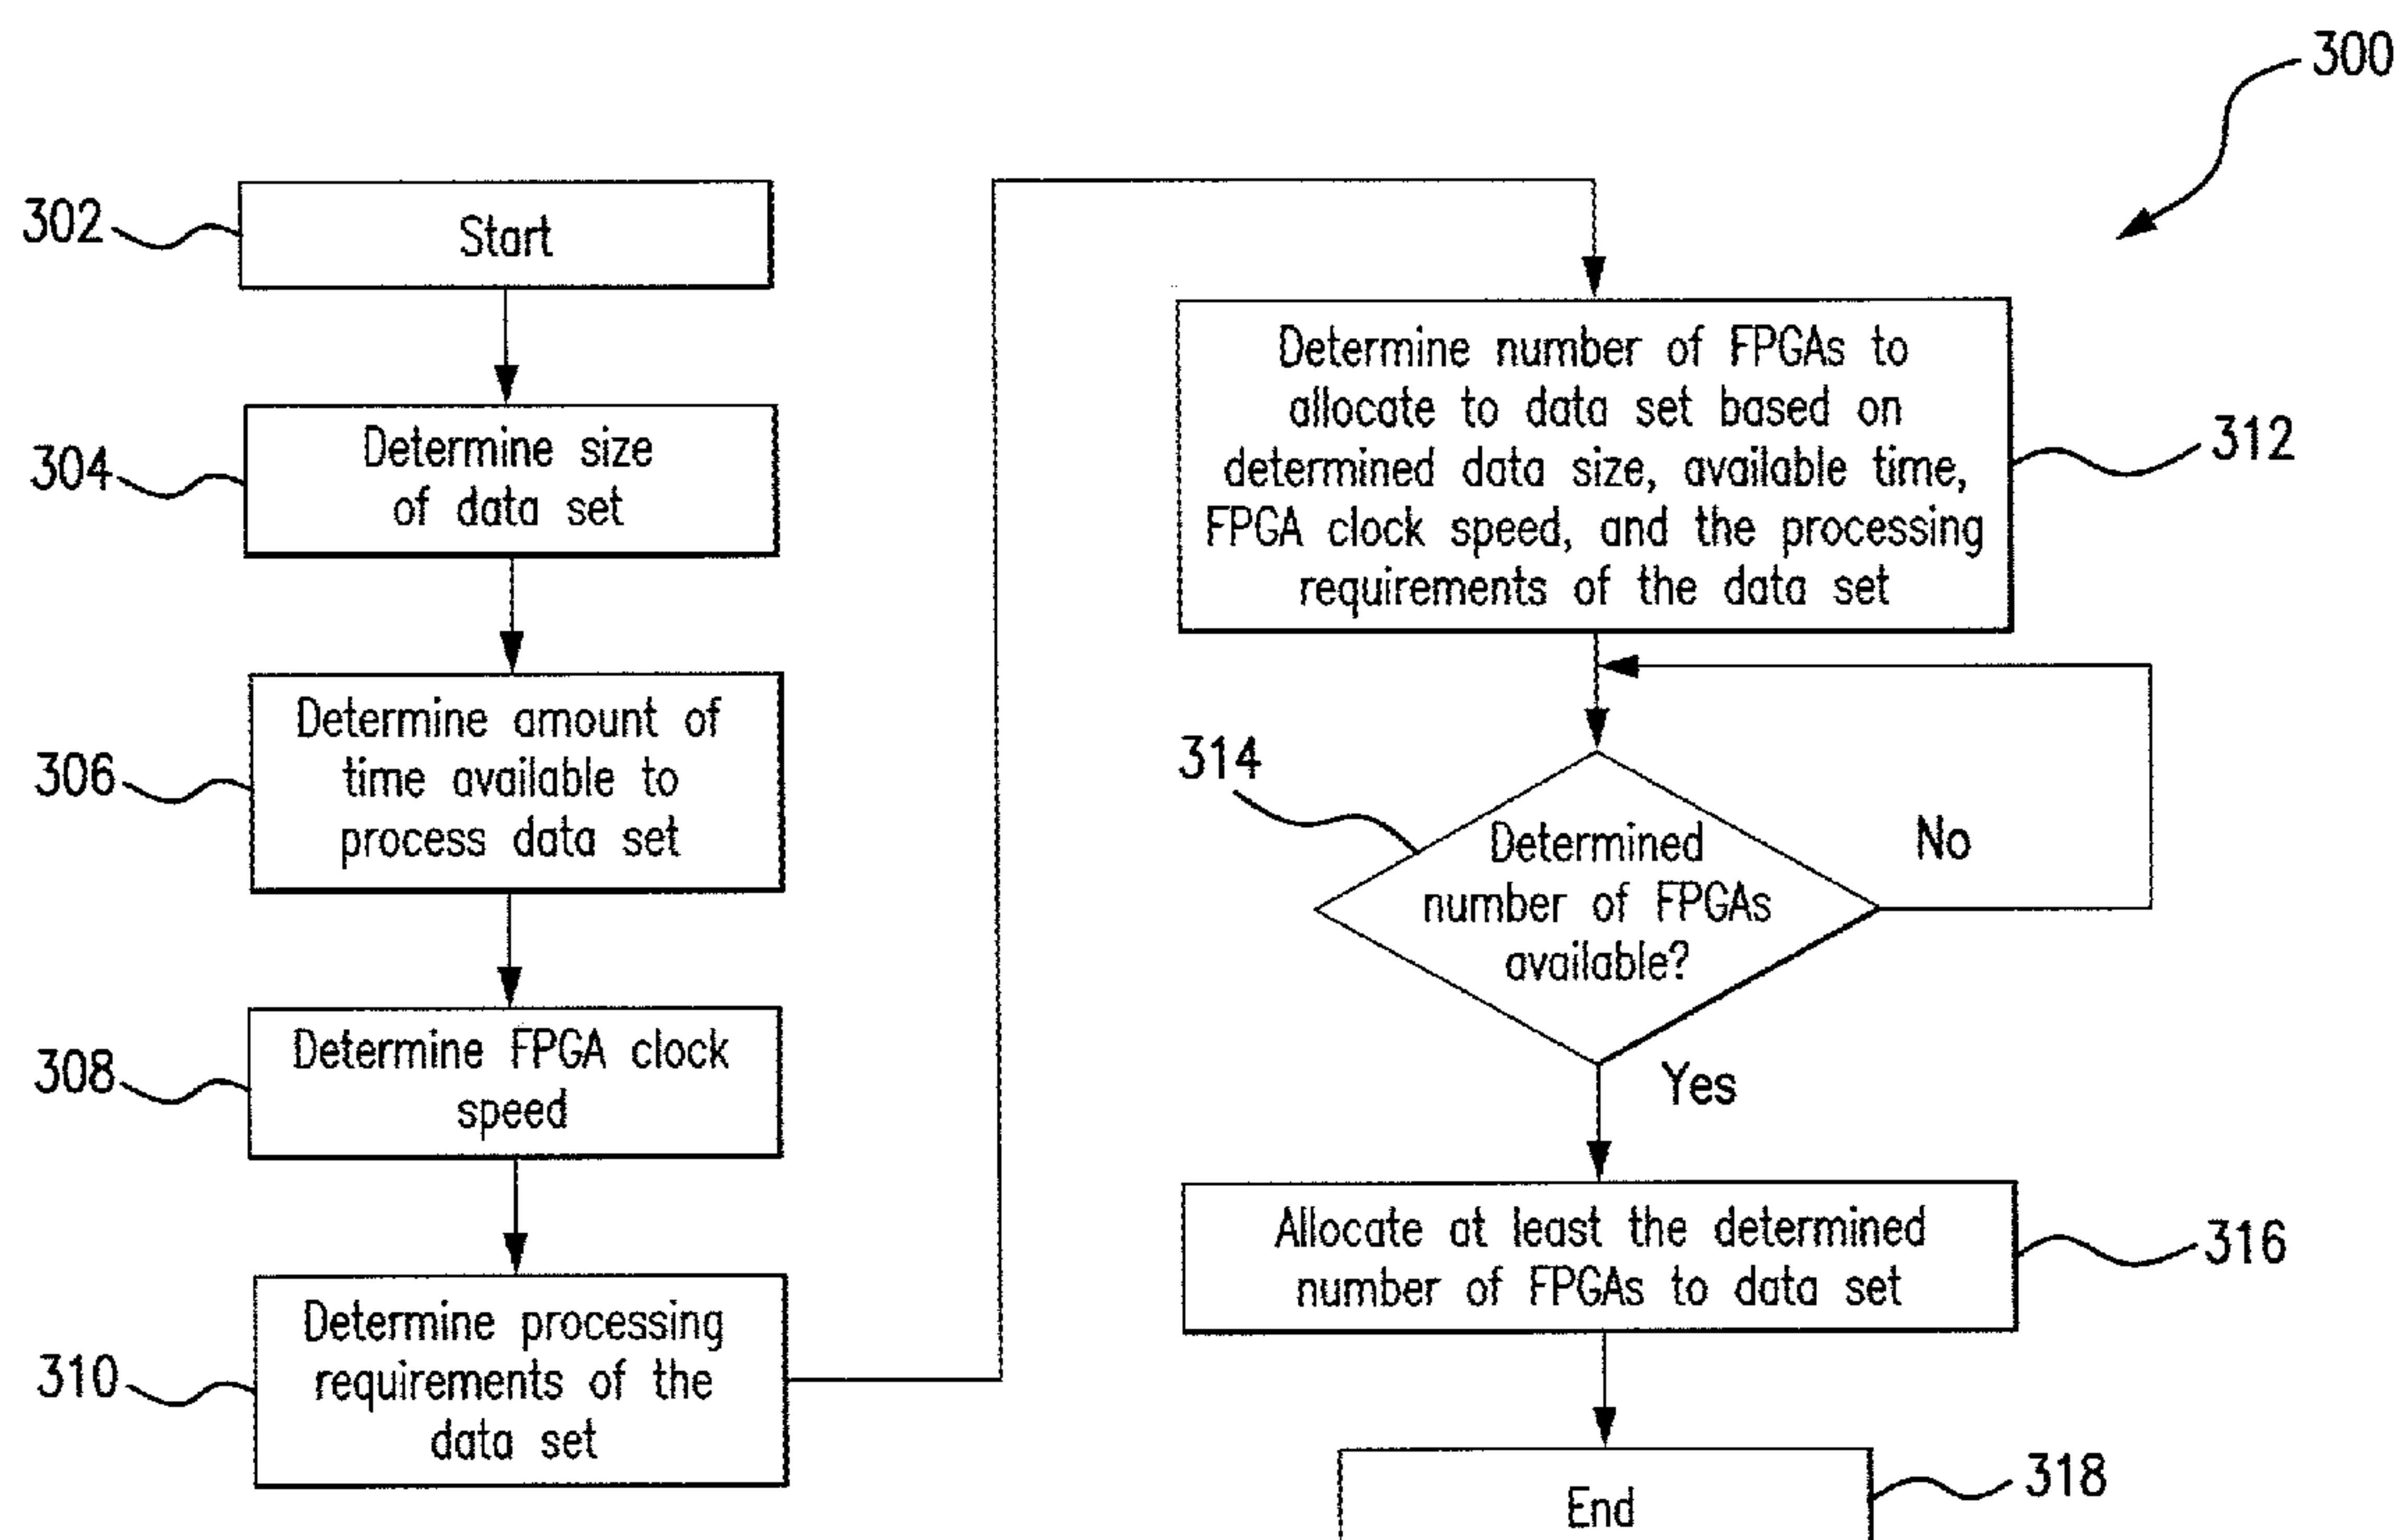 300
302
Start
304
Determine size
of data set
306
Determine amount of
time available to
process data set
308
Determine FPGA clock
speed
310
Determine processing
requirements of the
data set
Determine number of FPGAs to
allocate to data set based on
determined data size, available time,
FPGA clock speed, and the processing
requirements of the data set
312
314
Determined
number of FPGAs
available?
No
Yes
Allocate at least the determined
number of FPGAs to data set
316
End
318